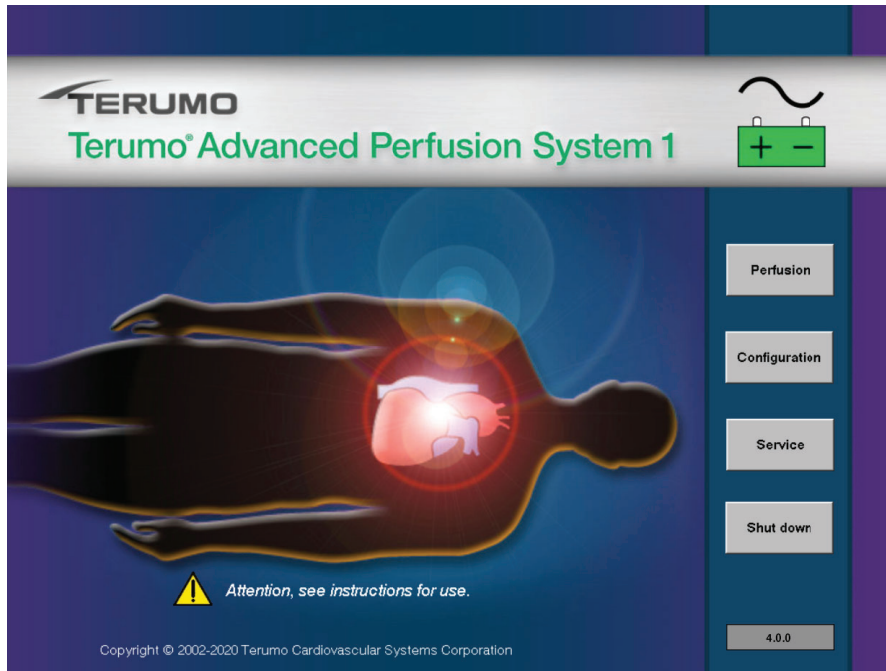 TERUMO
Terumo® Advanced Perfusion System 1
+ −
Perfusion
Configuration
Service
Shut down
Attention, see instructions for use.
4.0.0
Copyright © 2002-2020 Terumo Cardiovascular Systems Corporation